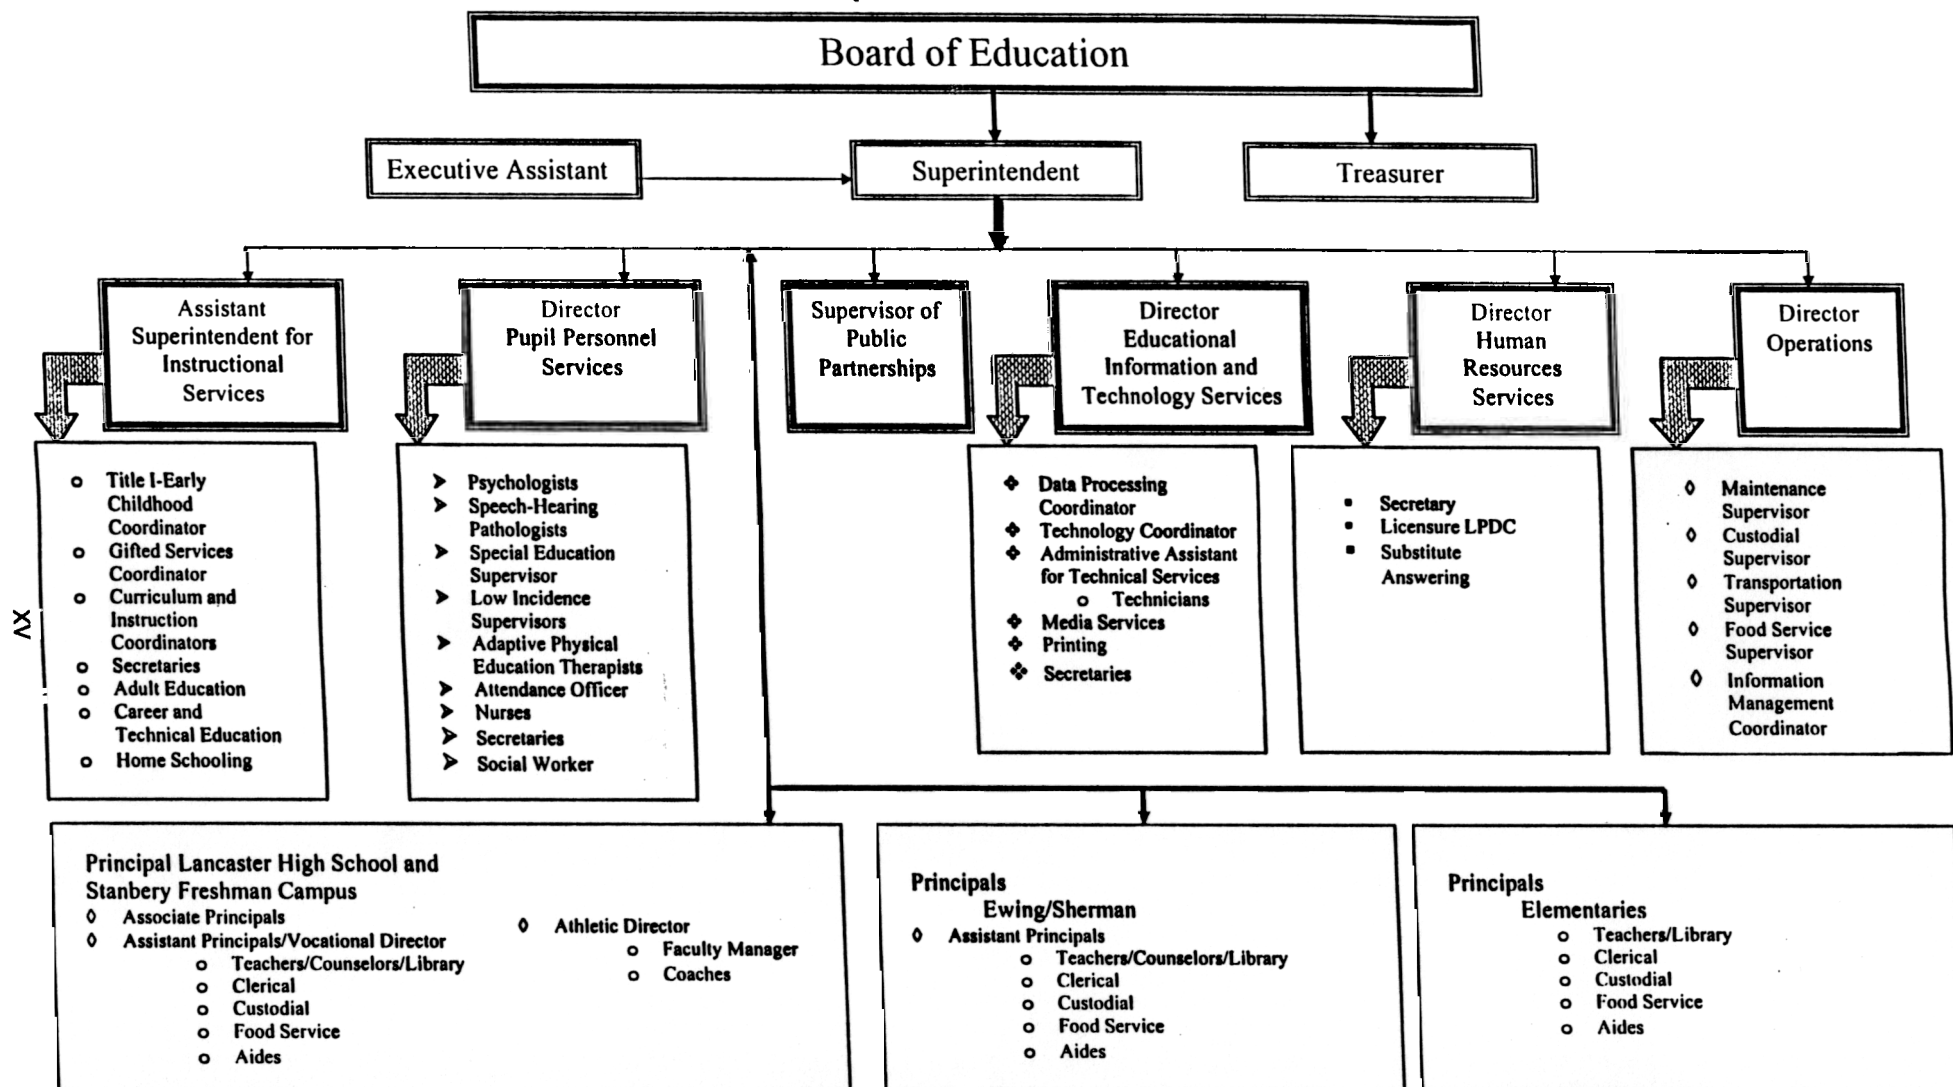 Board of Education
Executive Assistant
Superintendent
Treasurer
Assistant
Superintendent for
Instructional
Services
Director
Pupil Personnel
Services
Supervisor of
Public
Partnerships
Director
Educational
Information and
Technology Services
Director
Human
Resources
Services
Director
Operations
o Title I-Early
Childhood
Coordinator
o Gifted Services
Coordinator
o Curriculum and
Instruction
Coordinators
o Secretaries
o Adult Education
o Career and
Technical Education
o Home Schooling
➤ Psychologists
➤ Speech-Hearing
Pathologists
➤ Special Education
Supervisor
➤ Low Incidence
Supervisors
➤ Adaptive Physical
Education Therapists
➤ Attendance Officer
➤ Nurses
➤ Secretaries
➤ Social Worker
❖ Data Processing
Coordinator
❖ Technology Coordinator
❖ Administrative Assistant
for Technical Services
o Technicians
❖ Media Services
❖ Printing
❖ Secretaries
▪ Secretary
▪ Licensure LPDC
▪ Substitute
Answering
◊ Maintenance
Supervisor
◊ Custodial
Supervisor
◊ Transportation
Supervisor
◊ Food Service
Supervisor
◊ Information
Management
Coordinator
xv
Principal Lancaster High School and
Stanbery Freshman Campus
◊ Associate Principals
◊ Assistant Principals/Vocational Director
o Teachers/Counselors/Library
o Clerical
o Custodial
o Food Service
o Aides
◊ Athletic Director
o Faculty Manager
o Coaches
Principals
Ewing/Sherman
◊ Assistant Principals
o Teachers/Counselors/Library
o Clerical
o Custodial
o Food Service
o Aides
Principals
Elementaries
o Teachers/Library
o Clerical
o Custodial
o Food Service
o Aides